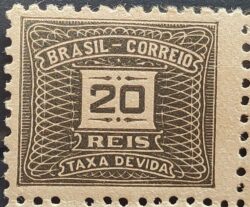 BRASIL - CORREIO
20
REIS
TAXA DEVIDA